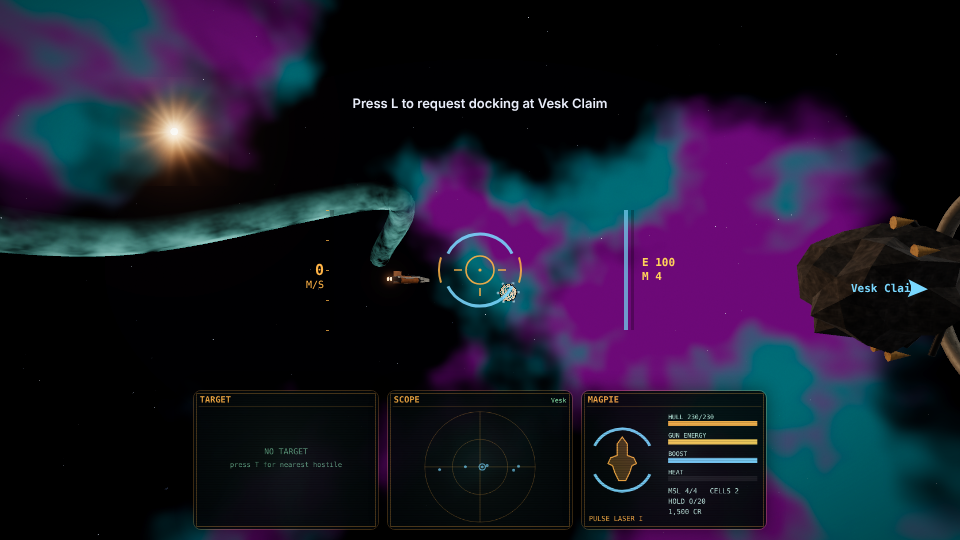 Press L to request docking at Vesk Claim
0
M/S
E 100
M 4
Vesk Clai
TARGET
NO TARGET
press T for nearest hostile
SCOPE
Vesk
MAGPIE
HULL 230/230
GUN ENERGY
BOOST
HEAT
MSL 4/4 CELLS 2
HOLD 0/20
1,500 CR
PULSE LASER I